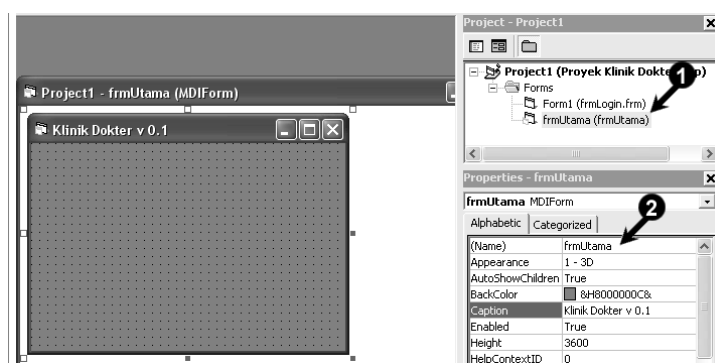 Project - Project1
Project1 (Proyek Klinik Dokte p)
Forms
Form1 (frmLogin.frm)
frmUtama (frmUtama)
1
Project1 - frmUtama (MDIForm)
Klinik Dokter v 0.1
Properties - frmUtama
frmUtama MDIForm
2
Alphabetic Categorized
(Name) frmUtama
Appearance 1 - 3D
AutoShowChildren True
BackColor &H8000000C&
Caption Klinik Dokter v 0.1
Enabled True
Height 3600
HelpContextID 0